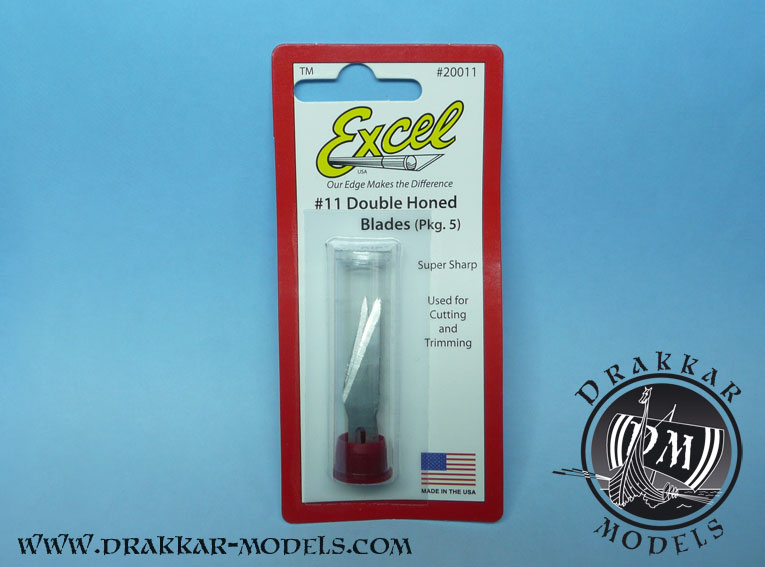 TM
#20011
Excel
USA
Our Edge Makes the Difference
#11 Double Honed
Blades (Pkg. 5)
Super Sharp
Used for
Cutting
and
Trimming
MADE IN THE USA
DRAKKAR
DM
MODELS
WWW.DRAKKAR-MODELS.COM